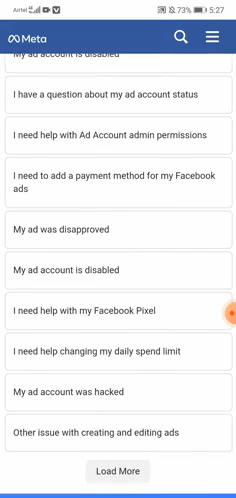 Airtel 73% 5:27
Meta
My ad account is disabled
I have a question about my ad account status
I need help with Ad Account admin permissions
I need to add a payment method for my Facebook
ads
My ad was disapproved
My ad account is disabled
I need help with my Facebook Pixel
I need help changing my daily spend limit
My ad account was hacked
Other issue with creating and editing ads
Load More